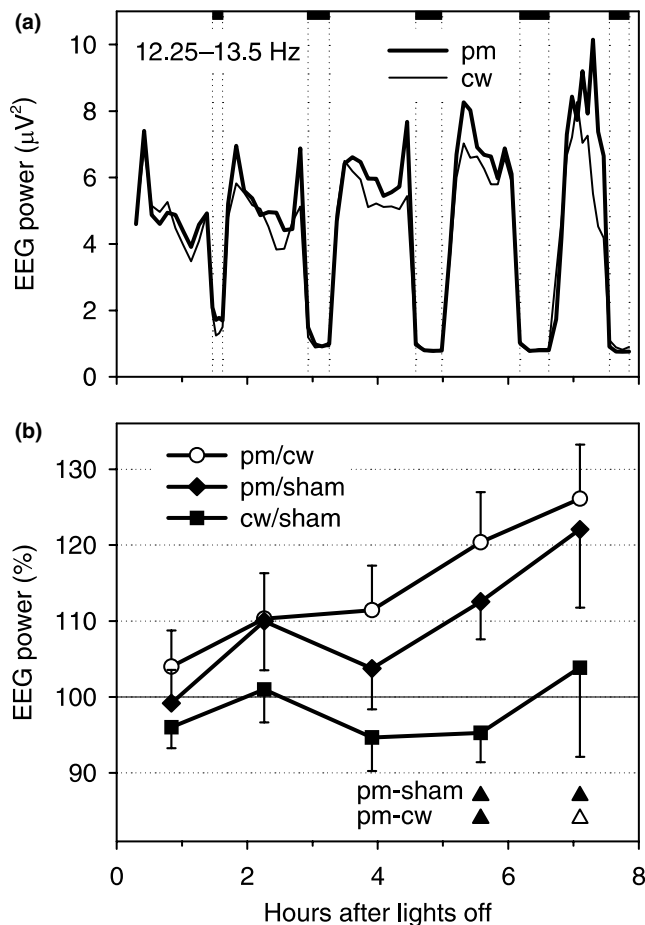 (a)
12.25–13.5 Hz
pm
cw
EEG power (µV²)
10
8
6
4
2
0
(b)
pm/cw
pm/sham
cw/sham
EEG power (%)
130
120
110
100
90
pm-sham
pm-cw
0 2 4 6 8
Hours after lights off